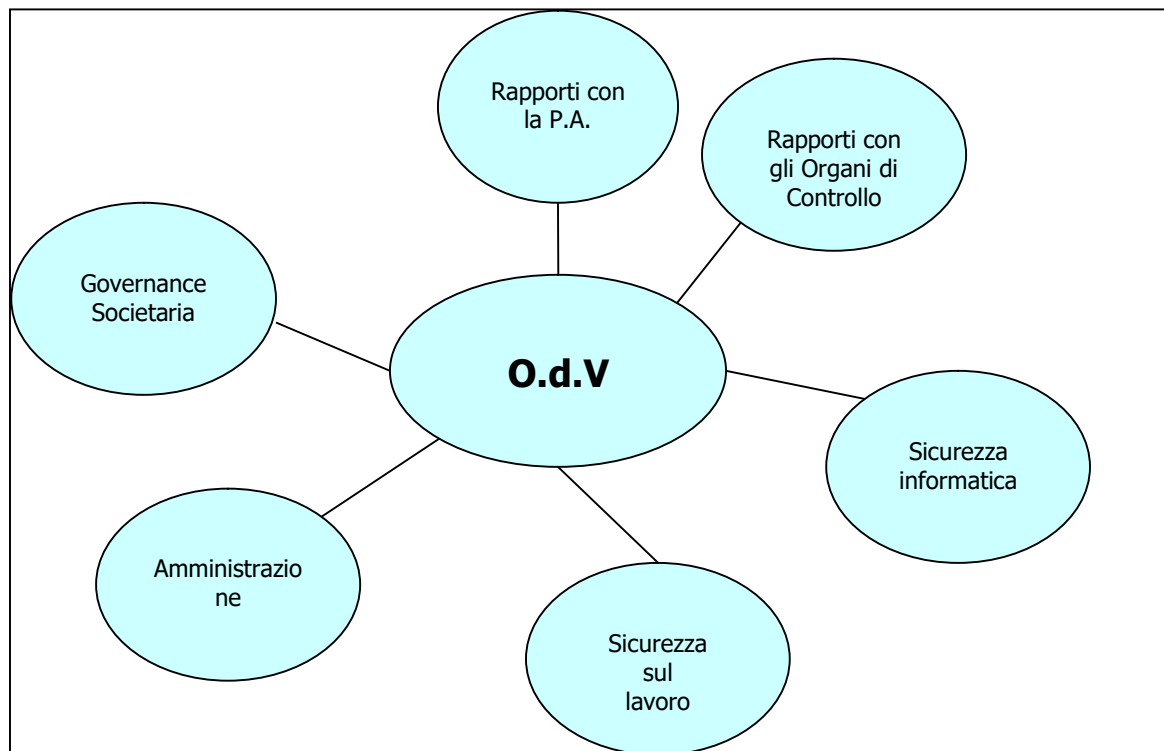 Rapporti con
la P.A.
Rapporti con
gli Organi di
Controllo
Governance
Societaria
O.d.V
Sicurezza
informatica
Amministrazio
ne
Sicurezza
sul
lavoro